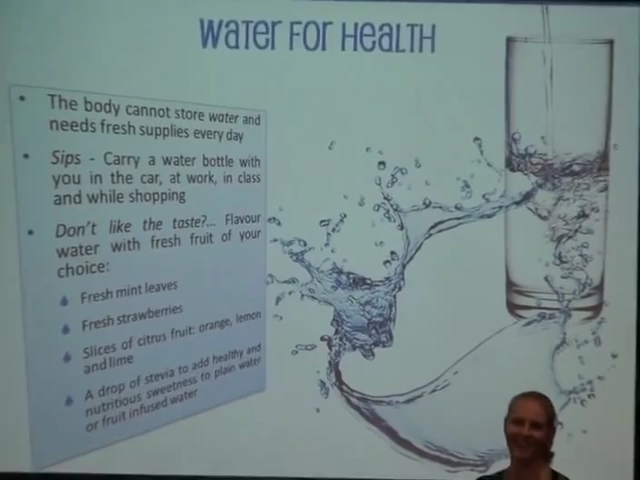 Water for Health
• The body cannot store water and
needs fresh supplies every day
• Sips - Carry a water bottle with
you in the car, at work, in class
and while shopping
• Don't like the taste?... Flavour
water with fresh fruit of your
choice:
Fresh mint leaves
Fresh strawberries
Slices of citrus fruit: orange, lemon
and lime
A drop of stevia to add healthy and
nutritious sweetness to plain water
or fruit infused water